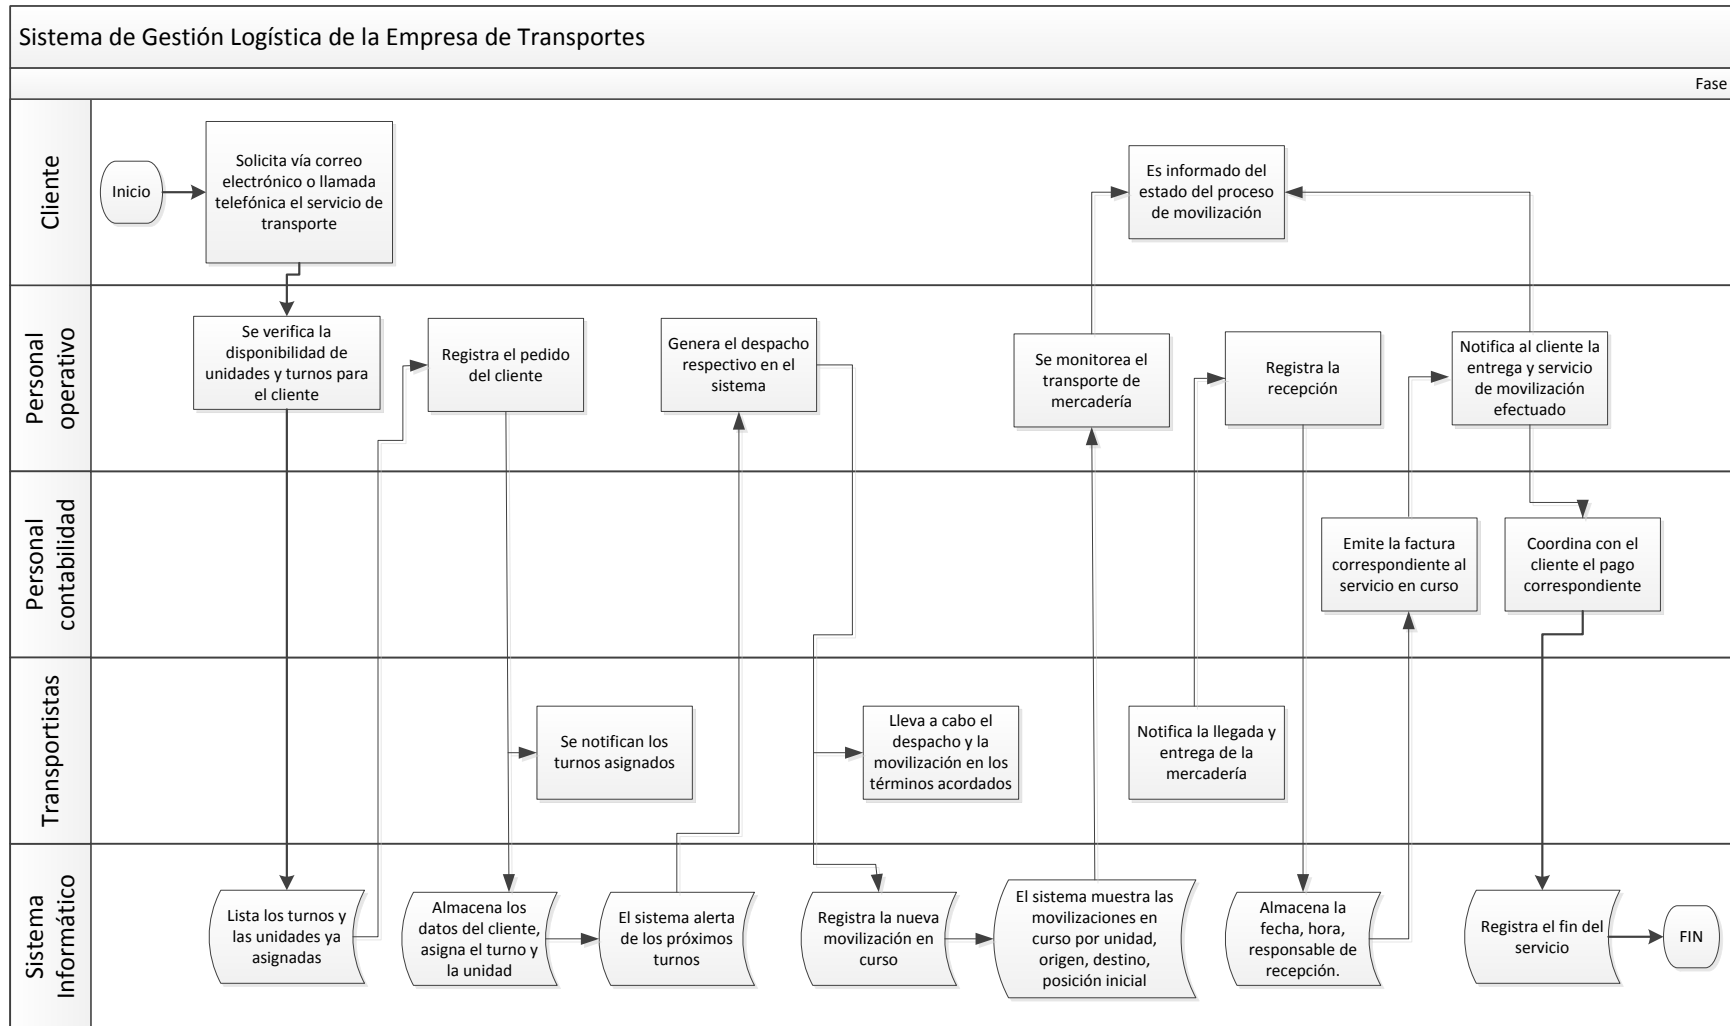 Sistema de Gestión Logística de la Empresa de Transportes
Fase
Cliente
Inicio
Solicita vía correo
electrónico o llamada
telefónica el servicio de
transporte
Es informado del
estado del proceso
de movilización
Personal
operativo
Se verifica la
disponibilidad de
unidades y turnos para
el cliente
Registra el pedido
del cliente
Genera el despacho
respectivo en el
sistema
Se monitorea el
transporte de
mercadería
Registra la
recepción
Notifica al cliente la
entrega y servicio
de movilización
efectuado
Personal
contabilidad
Emite la factura
correspondiente al
servicio en curso
Coordina con el
cliente el pago
correspondiente
Transportistas
Se notifican los
turnos asignados
Lleva a cabo el
despacho y la
movilización en los
términos acordados
Notifica la llegada y
entrega de la
mercadería
Sistema
Informático
Lista los turnos y
las unidades ya
asignadas
Almacena los
datos del cliente,
asigna el turno y
la unidad
El sistema alerta
de los próximos
turnos
Registra la nueva
movilización en
curso
El sistema muestra las
movilizaciones en
curso por unidad,
origen, destino,
posición inicial
Almacena la
fecha, hora,
responsable de
recepción.
Registra el fin del
servicio
FIN